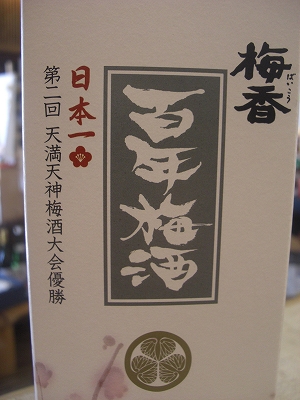 梅香
ばいこう
百年梅酒
日本一
第二回 天満天神梅酒大会優勝